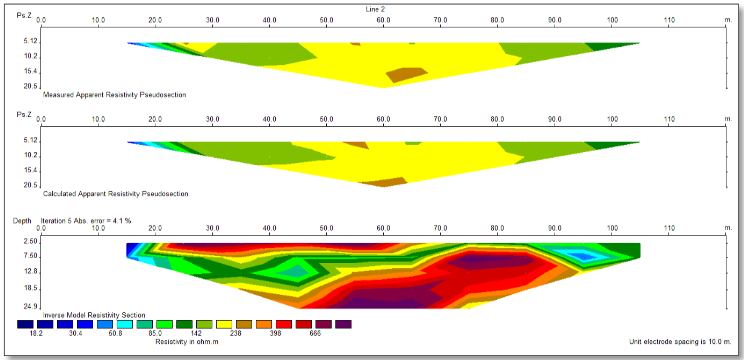 Line 2
Ps.Z 0.0 10.0 20.0 30.0 40.0 50.0 60.0 70.0 80.0 90.0 100 110 m.
5.12
10.2
15.4
20.5
Measured Apparent Resistivity Pseudosection
Ps.Z 0.0 10.0 20.0 30.0 40.0 50.0 60.0 70.0 80.0 90.0 100 110 m.
5.12
10.2
15.4
20.5
Calculated Apparent Resistivity Pseudosection
Depth Iteration 5 Abs. error = 4.1 %
0.0 10.0 20.0 30.0 40.0 50.0 60.0 70.0 80.0 90.0 100 110 m.
2.50
7.50
12.8
18.5
24.9
Inverse Model Resistivity Section
18.2 30.4 50.8 85.0 142 238 398 666
Resistivity in ohm.m
Unit electrode spacing is 10.0 m.